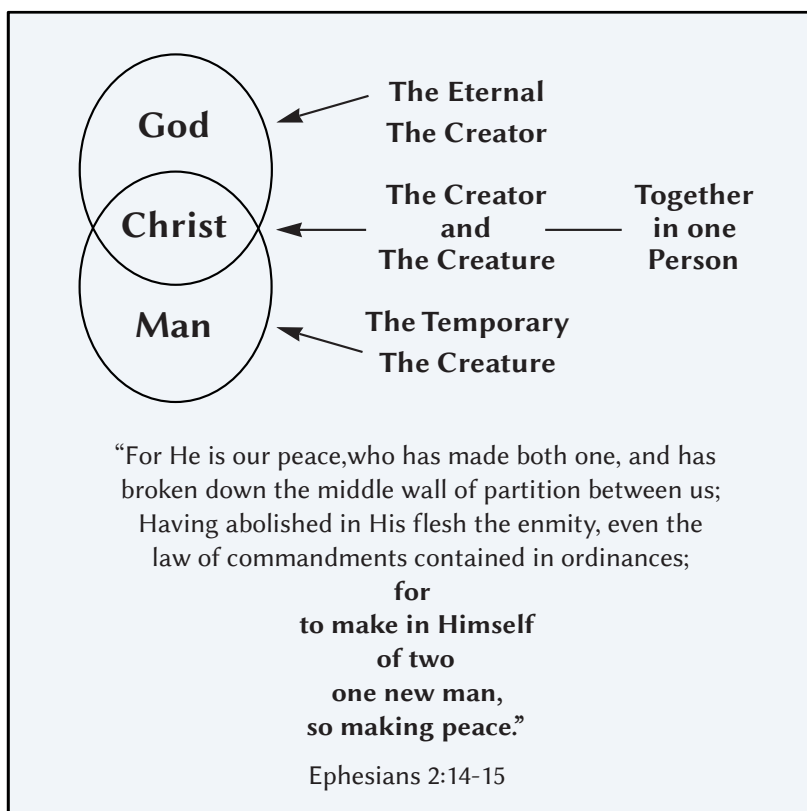 God
The Eternal
The Creator
Christ
The Creator
and
The Creature
Together
in one
Person
Man
The Temporary
The Creature
“For He is our peace,who has made both one, and has
broken down the middle wall of partition between us;
Having abolished in His flesh the enmity, even the
law of commandments contained in ordinances;
for
to make in Himself
of two
one new man,
so making peace.”
Ephesians 2:14-15